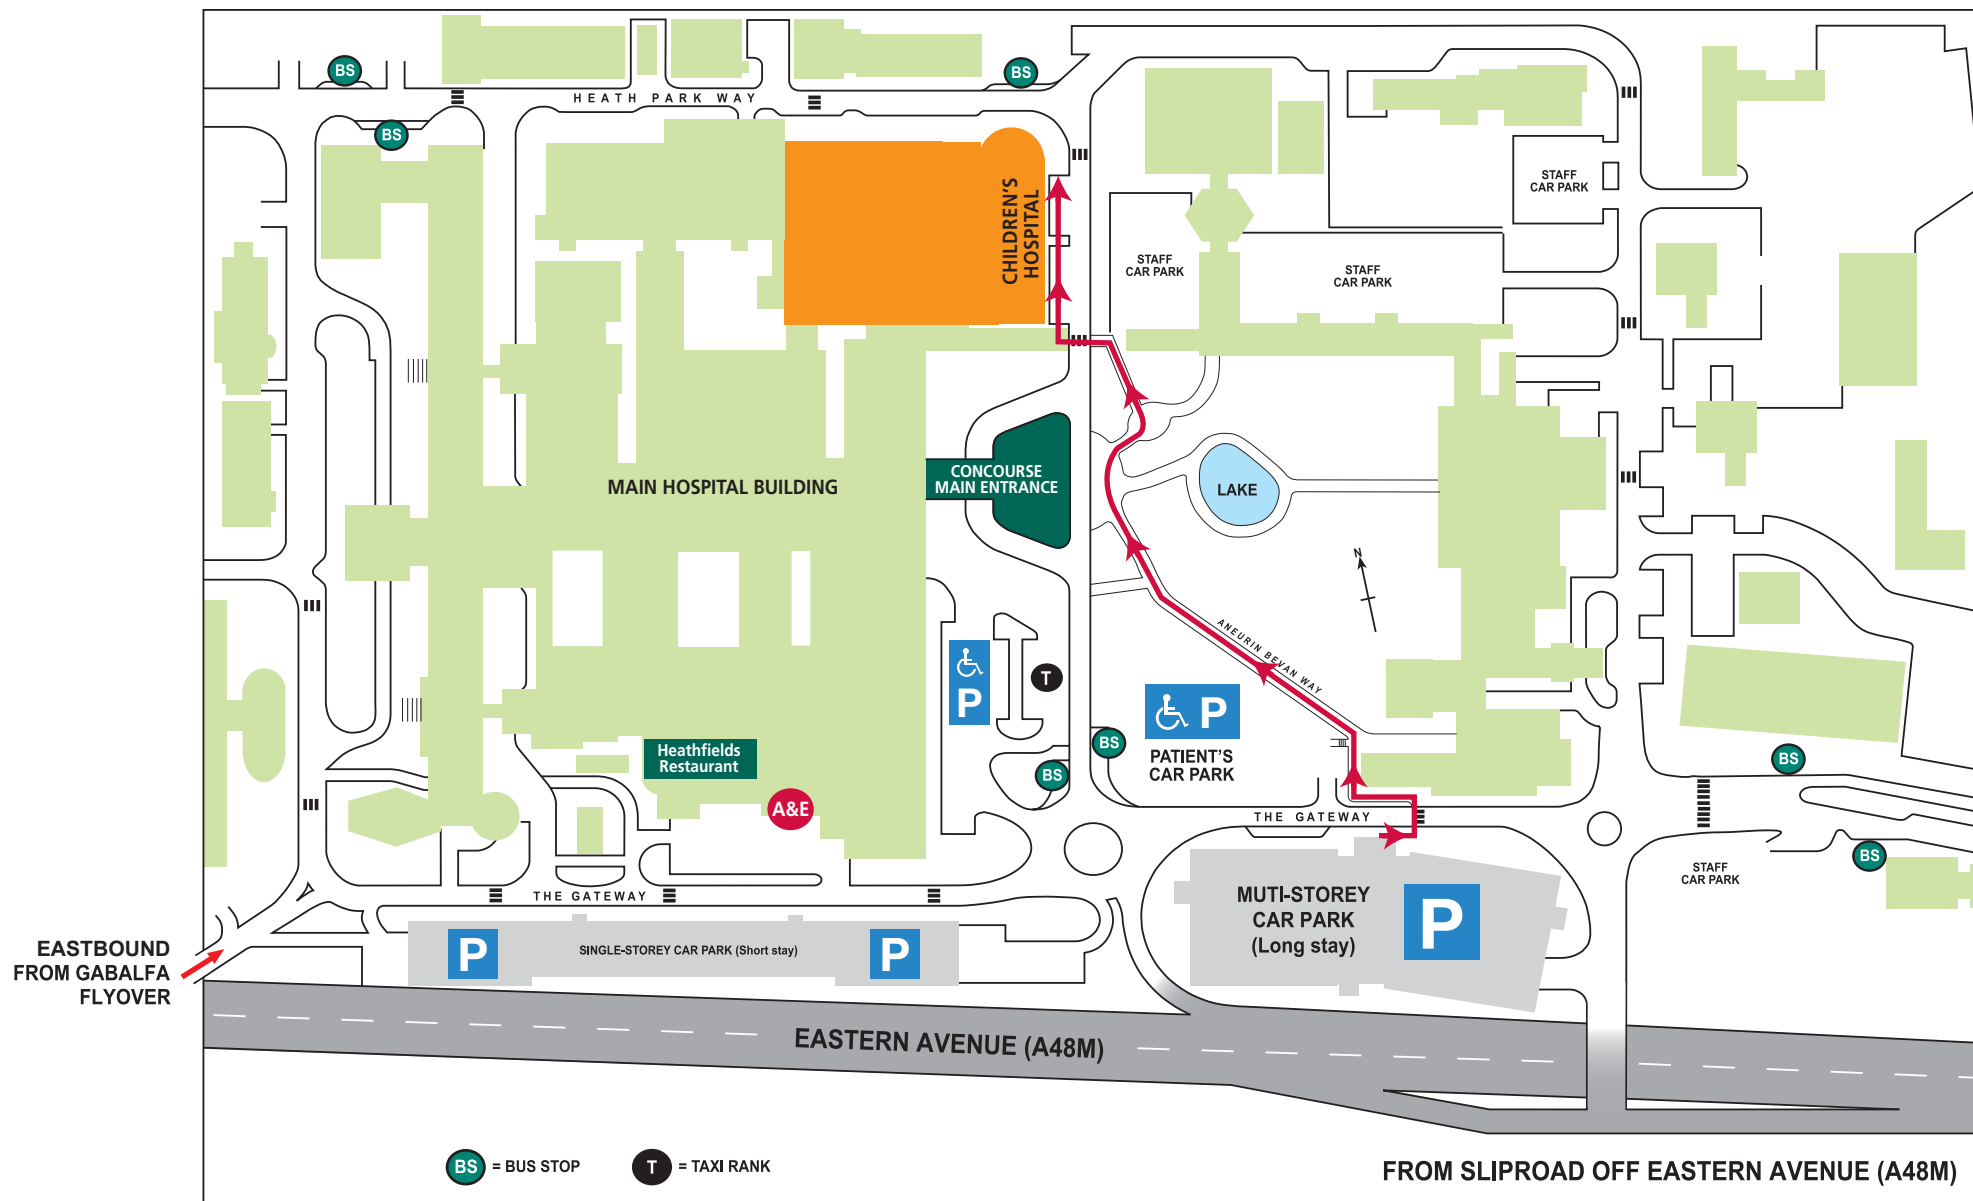 BS
BS
BS
HEATH PARK WAY
STAFF
CAR PARK
CHILDREN'S
HOSPITAL
STAFF
CAR PARK
STAFF
CAR PARK
MAIN HOSPITAL BUILDING
CONCOURSE
MAIN ENTRANCE
LAKE
N
ANEURIN BEVAN WAY
P
T
P
PATIENT'S
CAR PARK
BS
BS
BS
Heathfields
Restaurant
A&E
THE GATEWAY
BS
STAFF
CAR PARK
THE GATEWAY
MUTI-STOREY
CAR PARK
(Long stay)
P
P
SINGLE-STOREY CAR PARK (Short stay)
P
EASTBOUND
FROM GABALFA
FLYOVER
EASTERN AVENUE (A48M)
BS = BUS STOP
T = TAXI RANK
FROM SLIPROAD OFF EASTERN AVENUE (A48M)